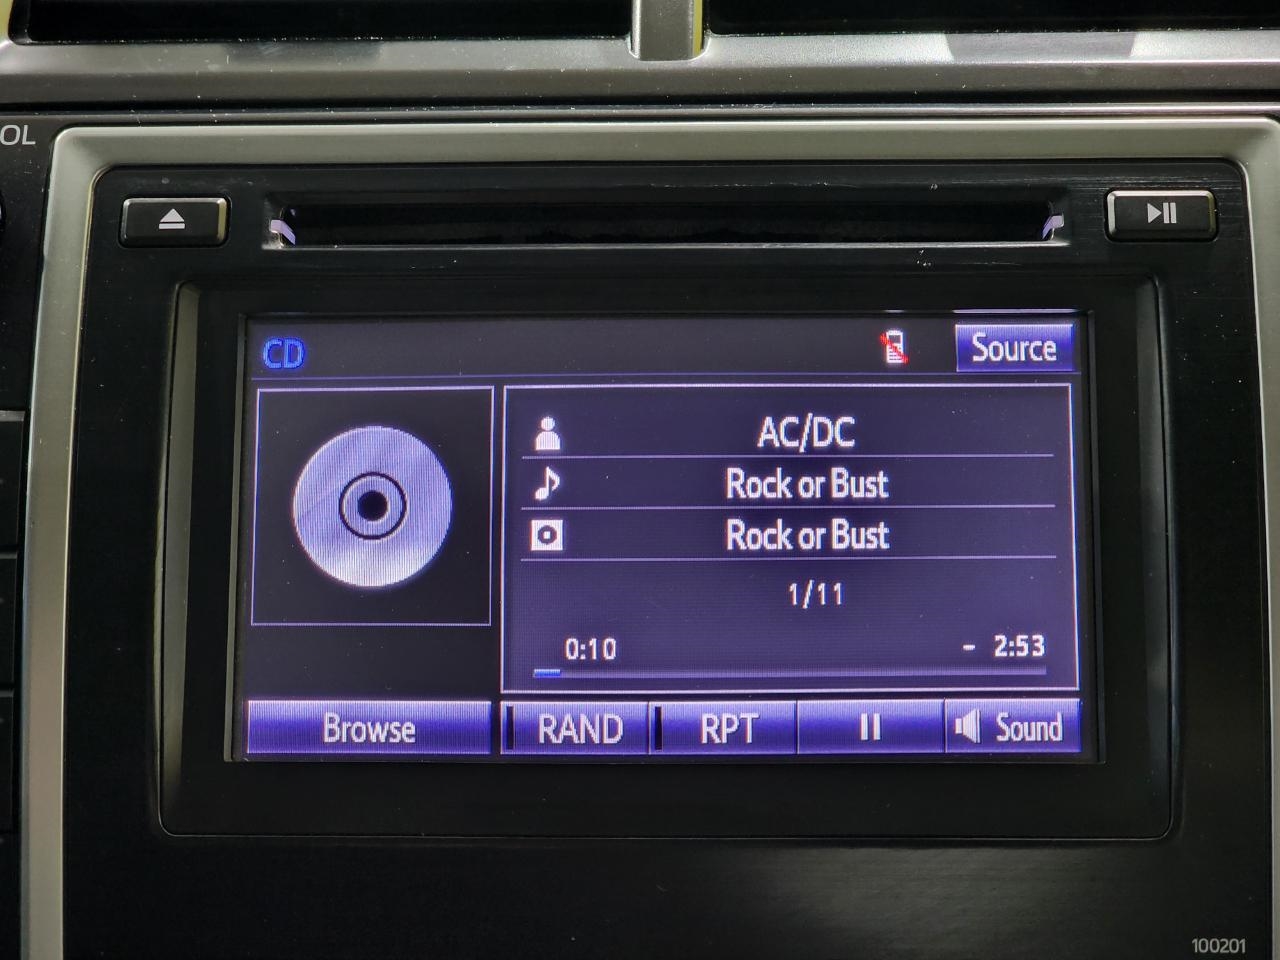 OL
CD
Source
AC/DC
Rock or Bust
Rock or Bust
1/11
0:10 - 2:53
Browse RAND RPT Sound
100201